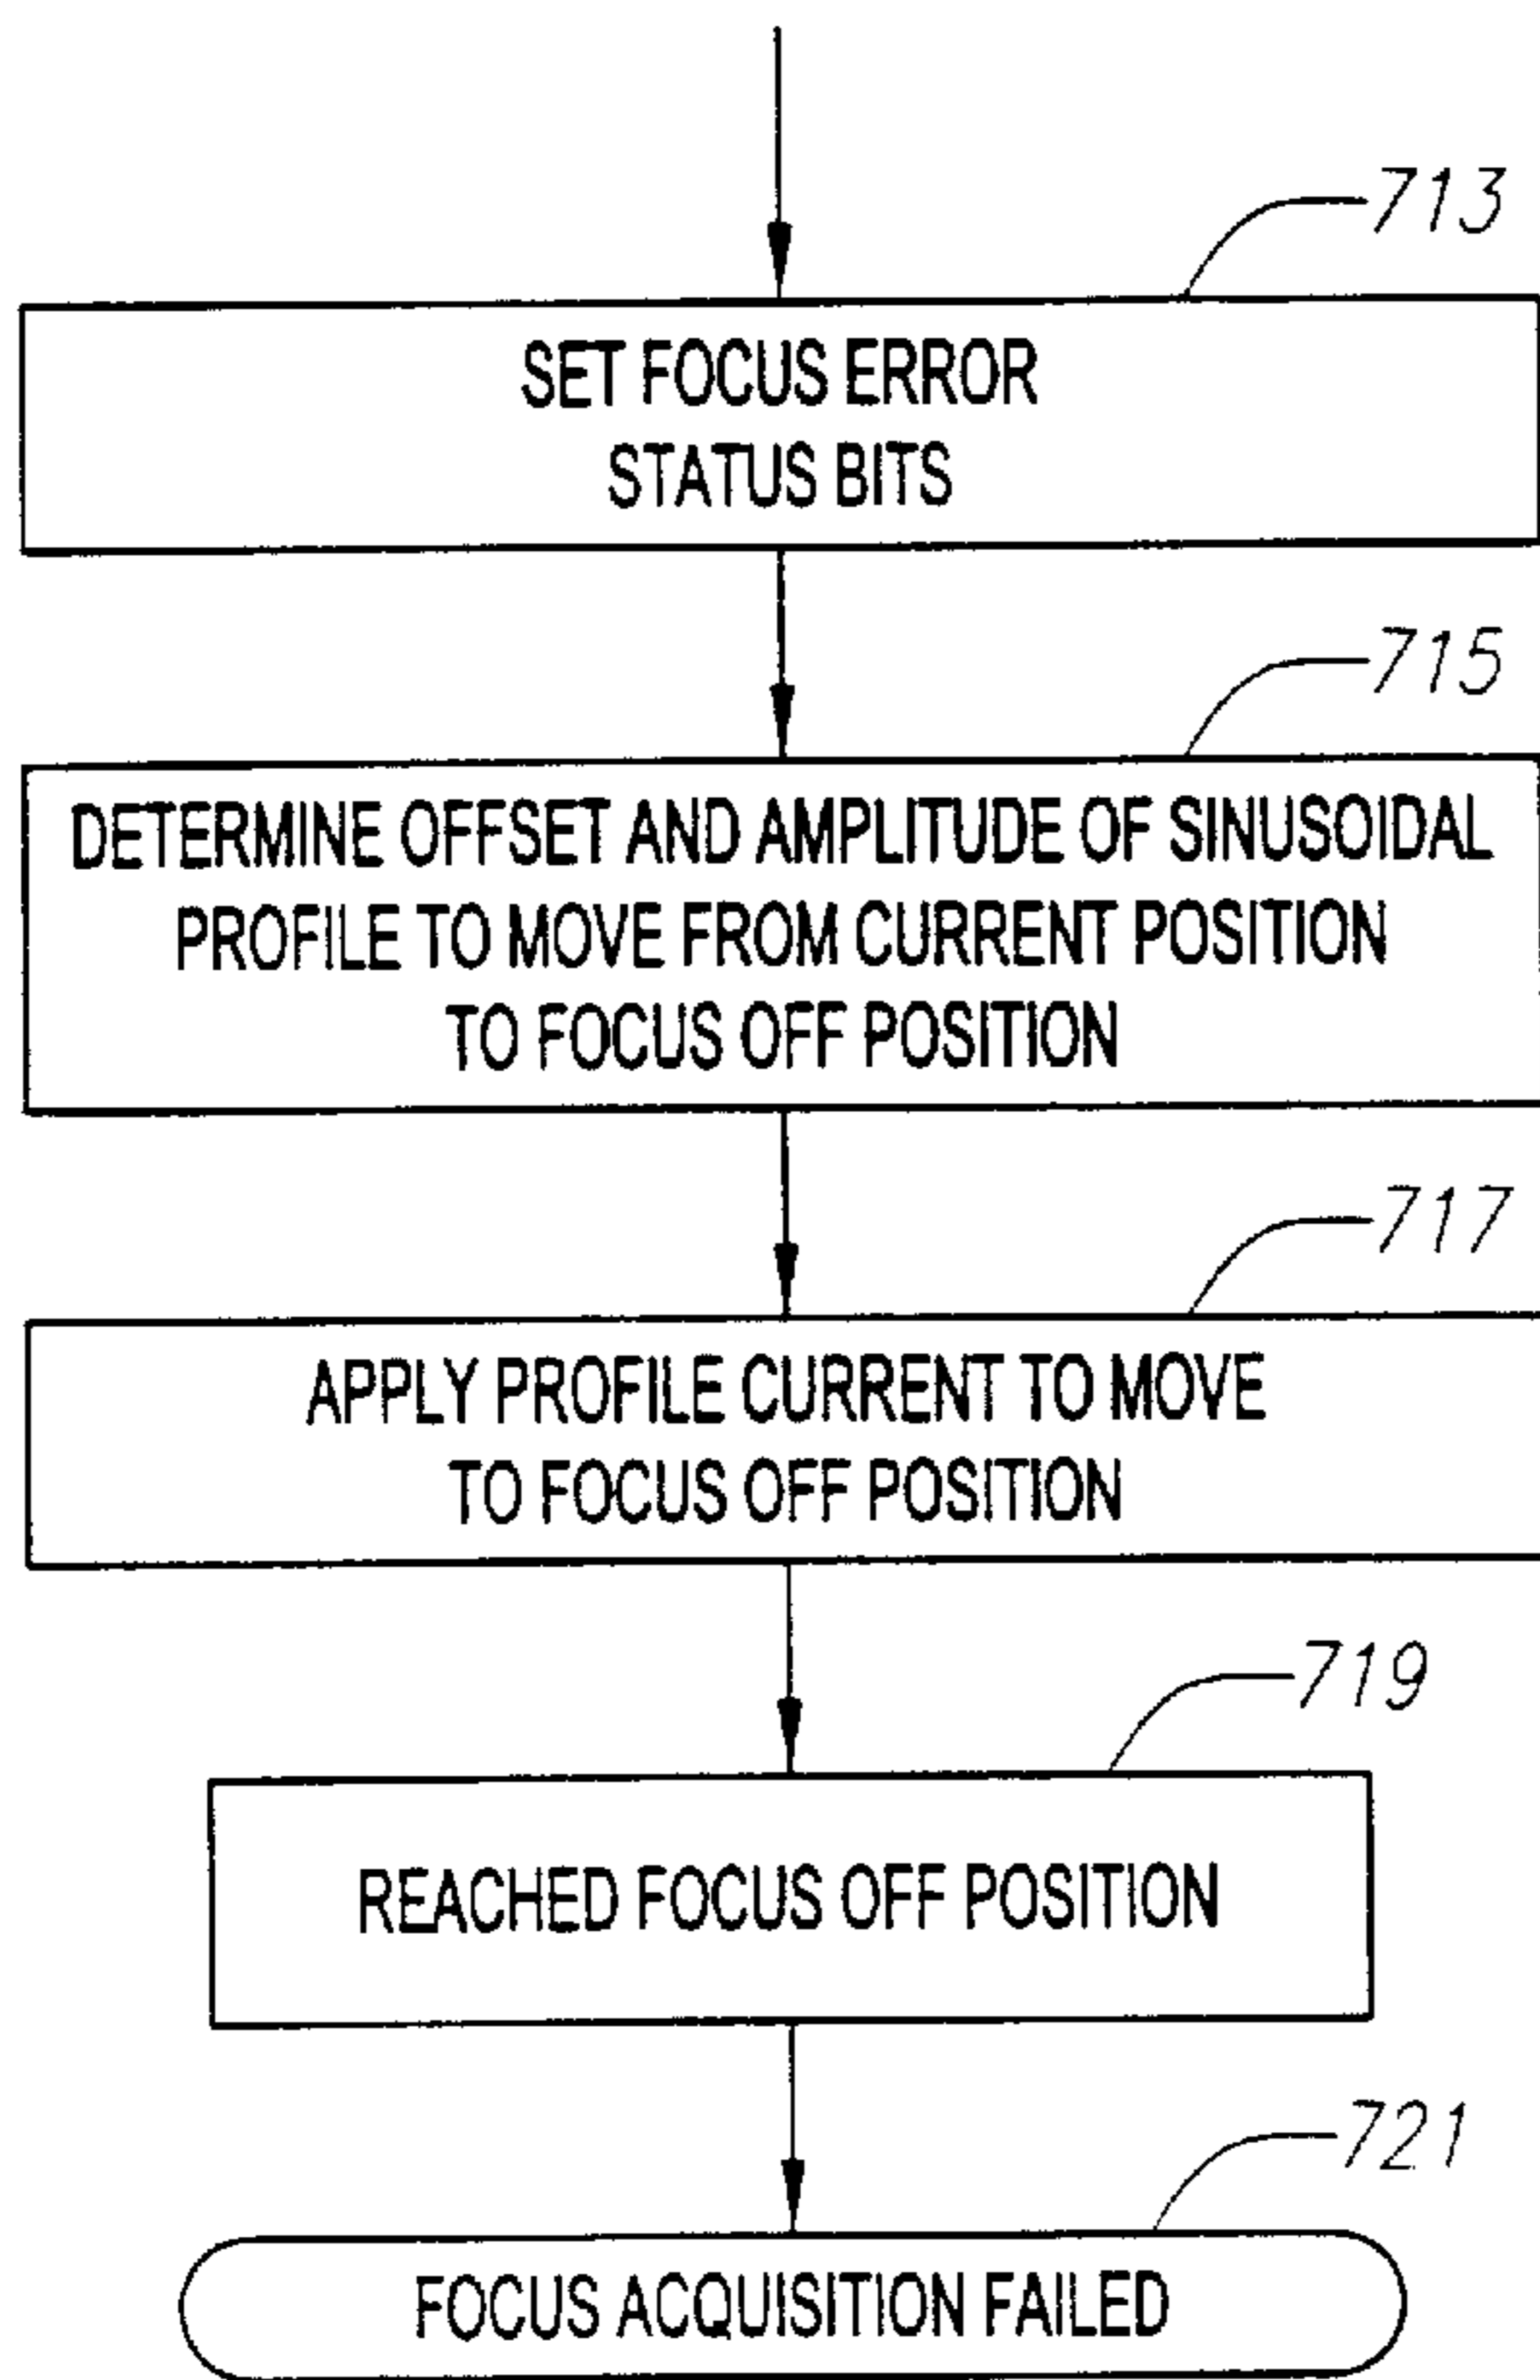 713
SET FOCUS ERROR
STATUS BITS
715
DETERMINE OFFSET AND AMPLITUDE OF SINUSOIDAL
PROFILE TO MOVE FROM CURRENT POSITION
TO FOCUS OFF POSITION
717
APPLY PROFILE CURRENT TO MOVE
TO FOCUS OFF POSITION
719
REACHED FOCUS OFF POSITION
721
FOCUS ACQUISITION FAILED